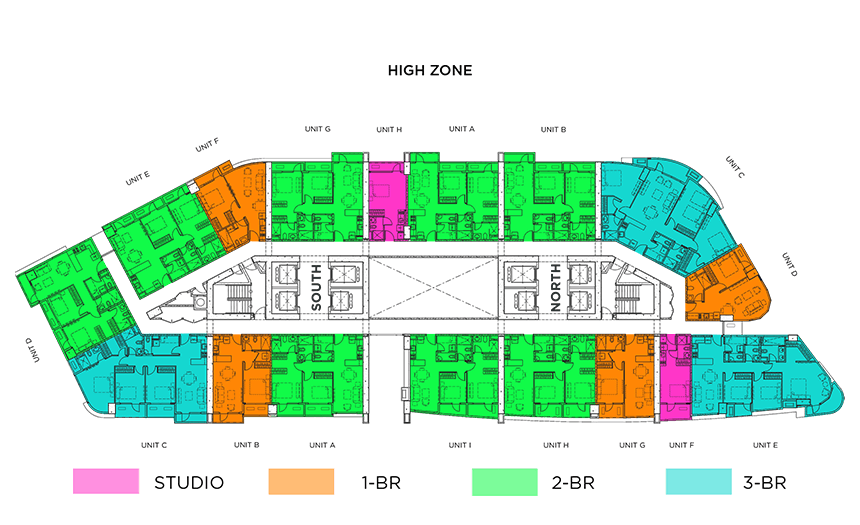 HIGH ZONE
UNIT G
UNIT H
UNIT A
UNIT B
UNIT F
UNIT E
UNIT C
UNIT D
SOUTH
NORTH
UNIT D
UNIT C
UNIT B
UNIT A
UNIT I
UNIT H
UNIT G
UNIT F
UNIT E
STUDIO
1-BR
2-BR
3-BR